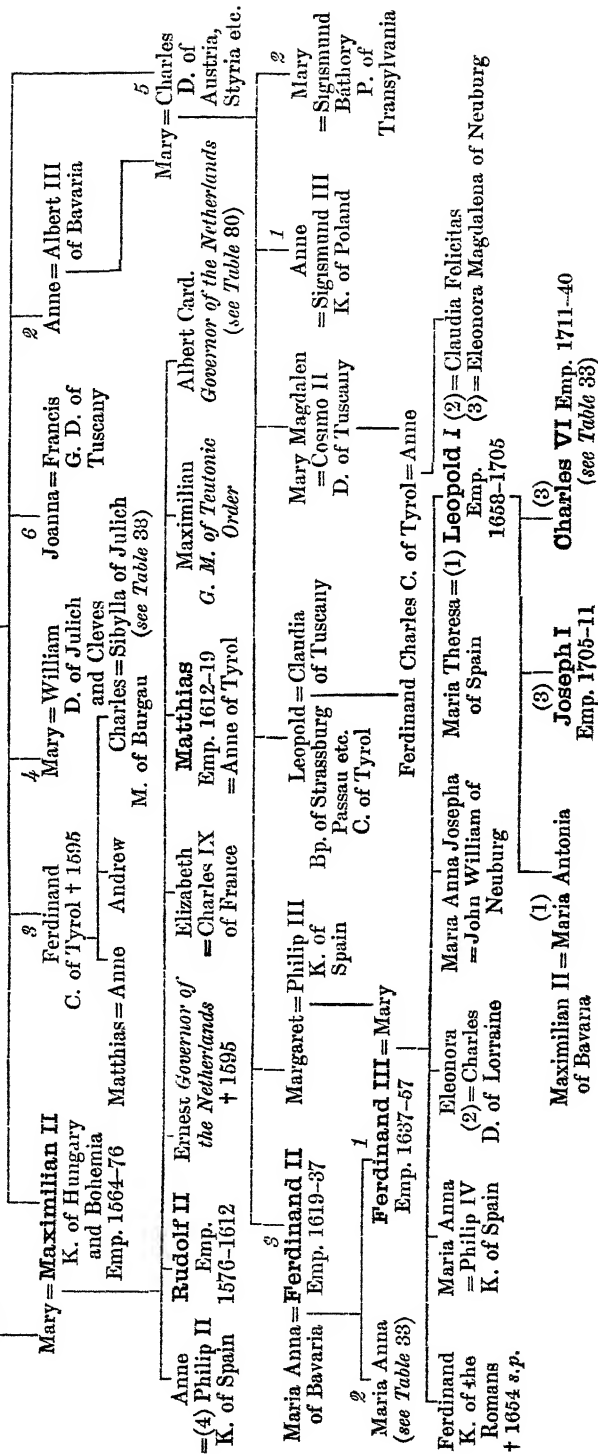 Mary = Maximilian II
K. of Hungary
and Bohemia
Emp. 1564–76
3
Ferdinand
C. of Tyrol † 1595
4
Mary = William
D. of Julich
and Cleves
6
Joanna = Francis
G. D. of
Tuscany
2
Anne = Albert III
of Bavaria
5
Mary = Charles
D. of
Austria,
Styria etc.
Matthias = Anne
Andrew
Charles = Sibylla of Julich
M. of Burgau
(see Table 38)
Anne
=(4) Philip II
K. of Spain
Rudolf II
Emp.
1576–1612
Ernest Governor of
the Netherlands
† 1595
Elizabeth
= Charles IX
of France
Matthias
Emp. 1612–19
= Anne of Tyrol
Maximilian
G. M. of Teutonic
Order
Albert Card.
Governor of the Netherlands
(see Table 80)
3
Maria Anna = Ferdinand II
of Bavaria
Emp. 1619–37
Margaret = Philip III
K. of
Spain
Leopold = Claudia
Bp. of Strassburg
of Tuscany
Passau etc.
C. of Tyrol
Mary Magdalen
= Cosimo II
D. of Tuscany
1
Anne
= Sigismund III
K. of Poland
2
Mary
= Sigismund
Báthory
P. of
Transylvania
2
Maria Anna
(see Table 33)
1
Ferdinand III = Mary
Emp. 1637–57
Ferdinand Charles C. of Tyrol = Anne
Ferdinand
K. of the
Romans
† 1654 s.p.
Maria Anna
= Philip IV
K. of Spain
Eleonora
(2) = Charles
D. of Lorraine
Maria Anna Josepha
= John William of
Neuburg
Maria Theresa = (1) Leopold I (2) = Claudia Felicitas
of Spain
Emp.
1658–1705
(3) = Eleonora Magdalena of Neuburg
(1)
Maximilian II = Maria Antonia
of Bavaria
(3)
Joseph I
Emp. 1705–11
(3)
Charles VI Emp. 1711–40
(see Table 33)